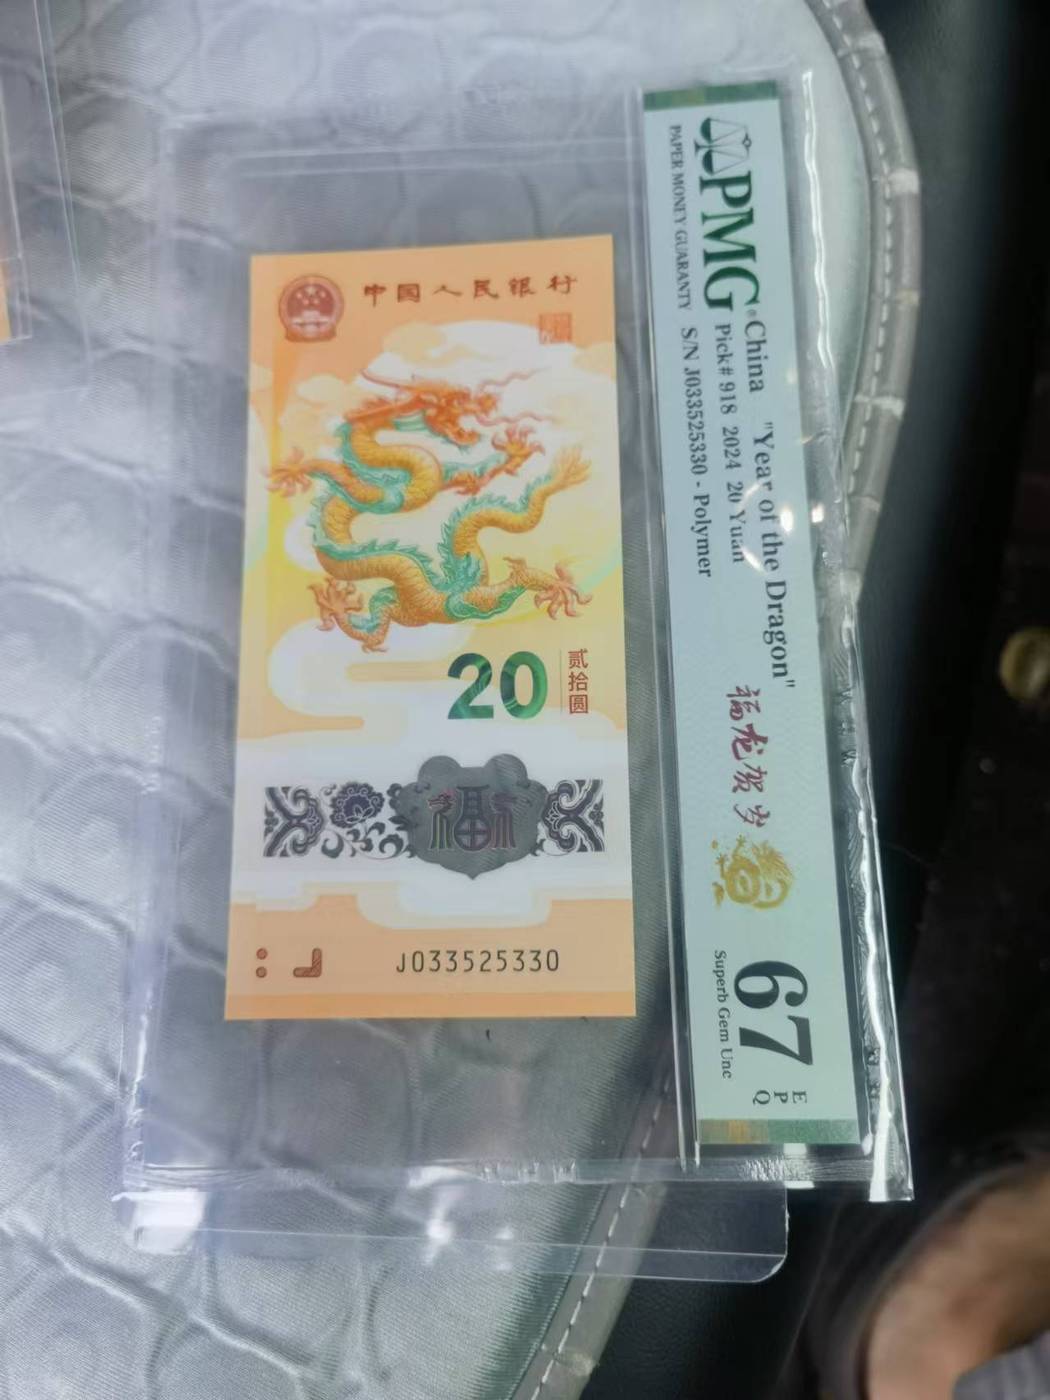 中国人民银行
20
贰拾圆
福
J033525330
PMG
PAPER MONEY GUARANTY
China "Year of the Dragon"
Pick# 918 2024 20 Yuan
S/N J033525330 - Polymer
福龙贺岁
67
EPQ
Superb Gem Unc